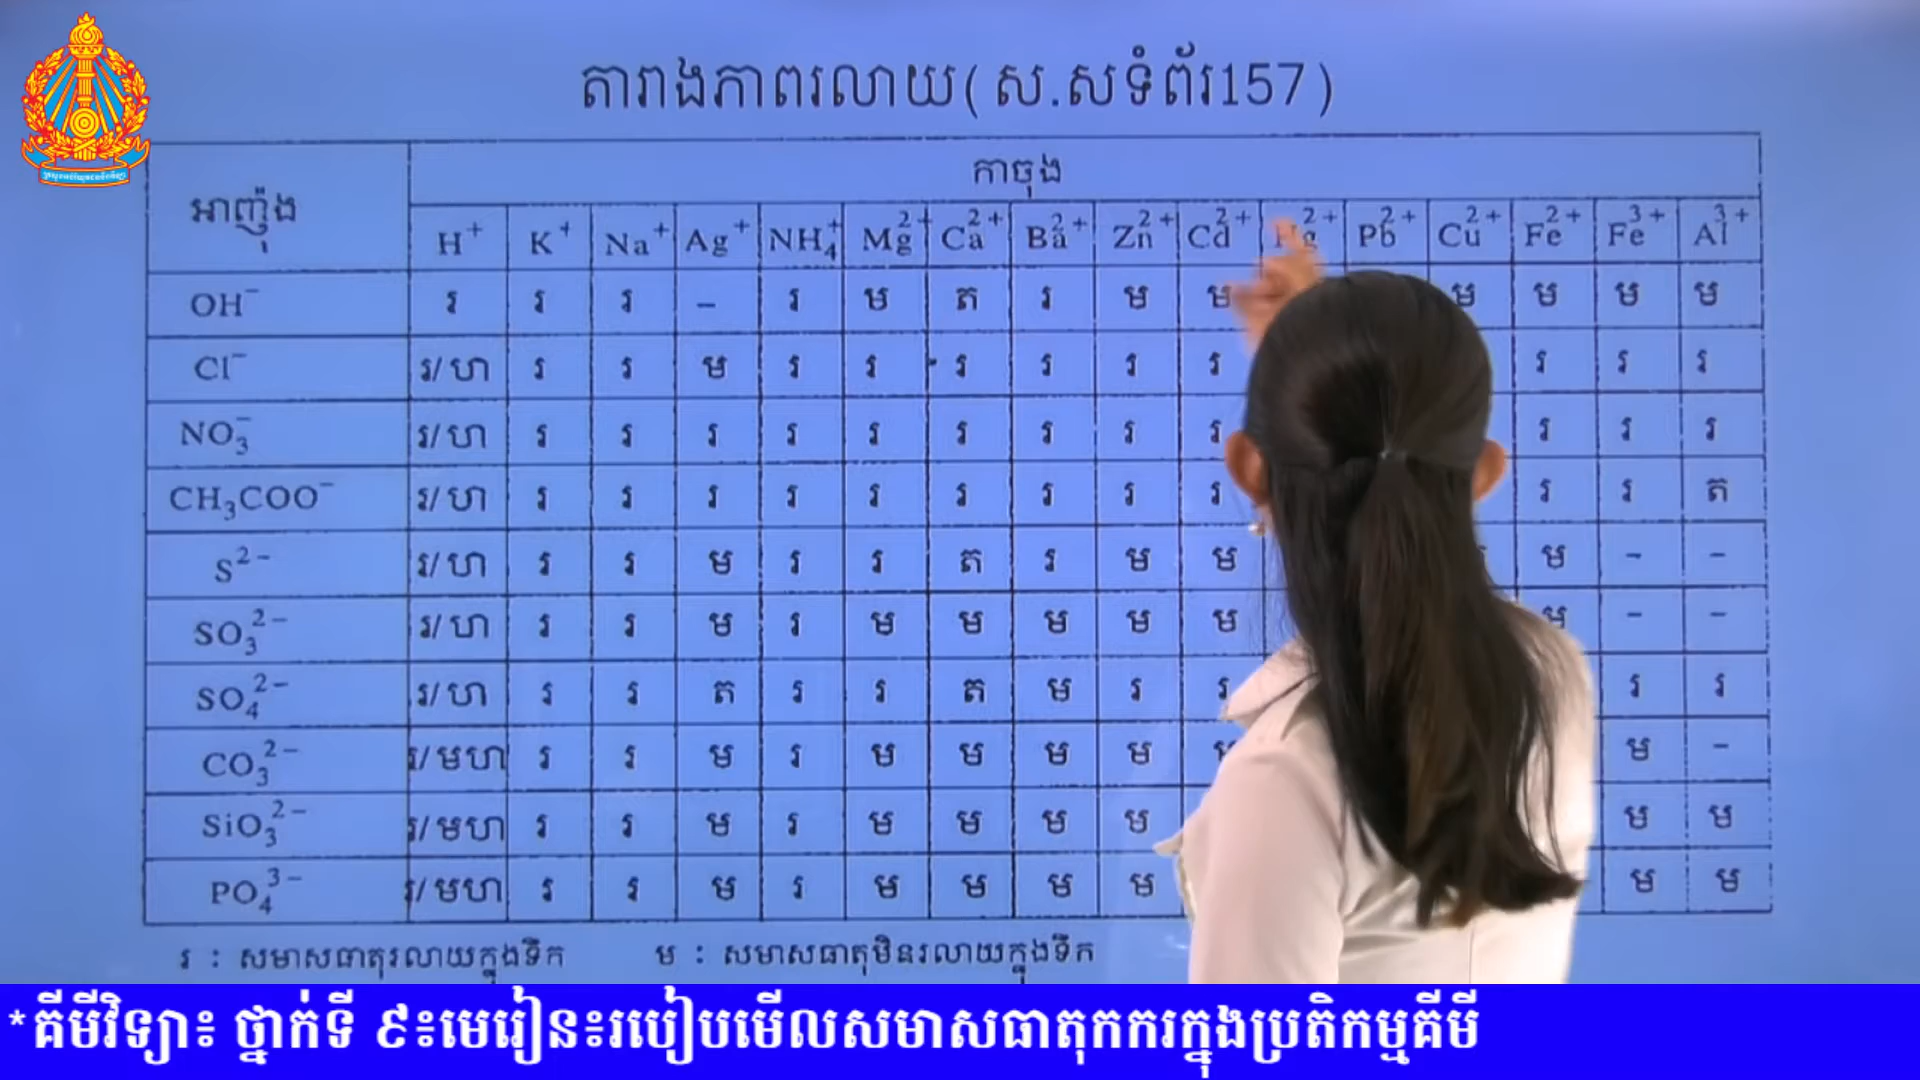 តារាងភាពរលាយ(ស.សទំព័រ157)
អាញ៉ុង
កាចុង
H⁺ K⁺ Na⁺ Ag⁺ NH₄⁺ Mg²⁺ Ca²⁺ Ba²⁺ Zn²⁺ Cd²⁺ Hg²⁺ Pb²⁺ Cu²⁺ Fe²⁺ Fe³⁺ Al³⁺
OH⁻ រ រ រ – រ ម ត រ ម ម ម ម ម ម
Cl⁻ រ/ហ រ រ ម រ រ រ រ រ រ រ រ រ
NO₃⁻ រ/ហ រ រ រ រ រ រ រ រ រ រ រ រ
CH₃COO⁻ រ/ហ រ រ រ រ រ រ រ រ រ រ រ ត
S²⁻ រ/ហ រ រ ម រ រ ត រ ម ម ម – –
SO₃²⁻ រ/ហ រ រ ម រ ម ម ម ម ម ម – –
SO₄²⁻ រ/ហ រ រ ត រ រ ត ម រ រ រ រ
CO₃²⁻ រ/មហ រ រ ម រ ម ម ម ម ម ម –
SiO₃²⁻ រ/មហ រ រ ម រ ម ម ម ម ម ម
PO₄³⁻ រ/មហ រ រ ម រ ម ម ម ម ម ម
រ : សមាសធាតុរលាយក្នុងទឹក ម : សមាសធាតុមិនរលាយក្នុងទឹក
*គីមីវិទ្យា៖ ថ្នាក់ទី ៩៖មេរៀន៖របៀបមើលសមាសធាតុកករក្នុងប្រតិកម្មគីមី